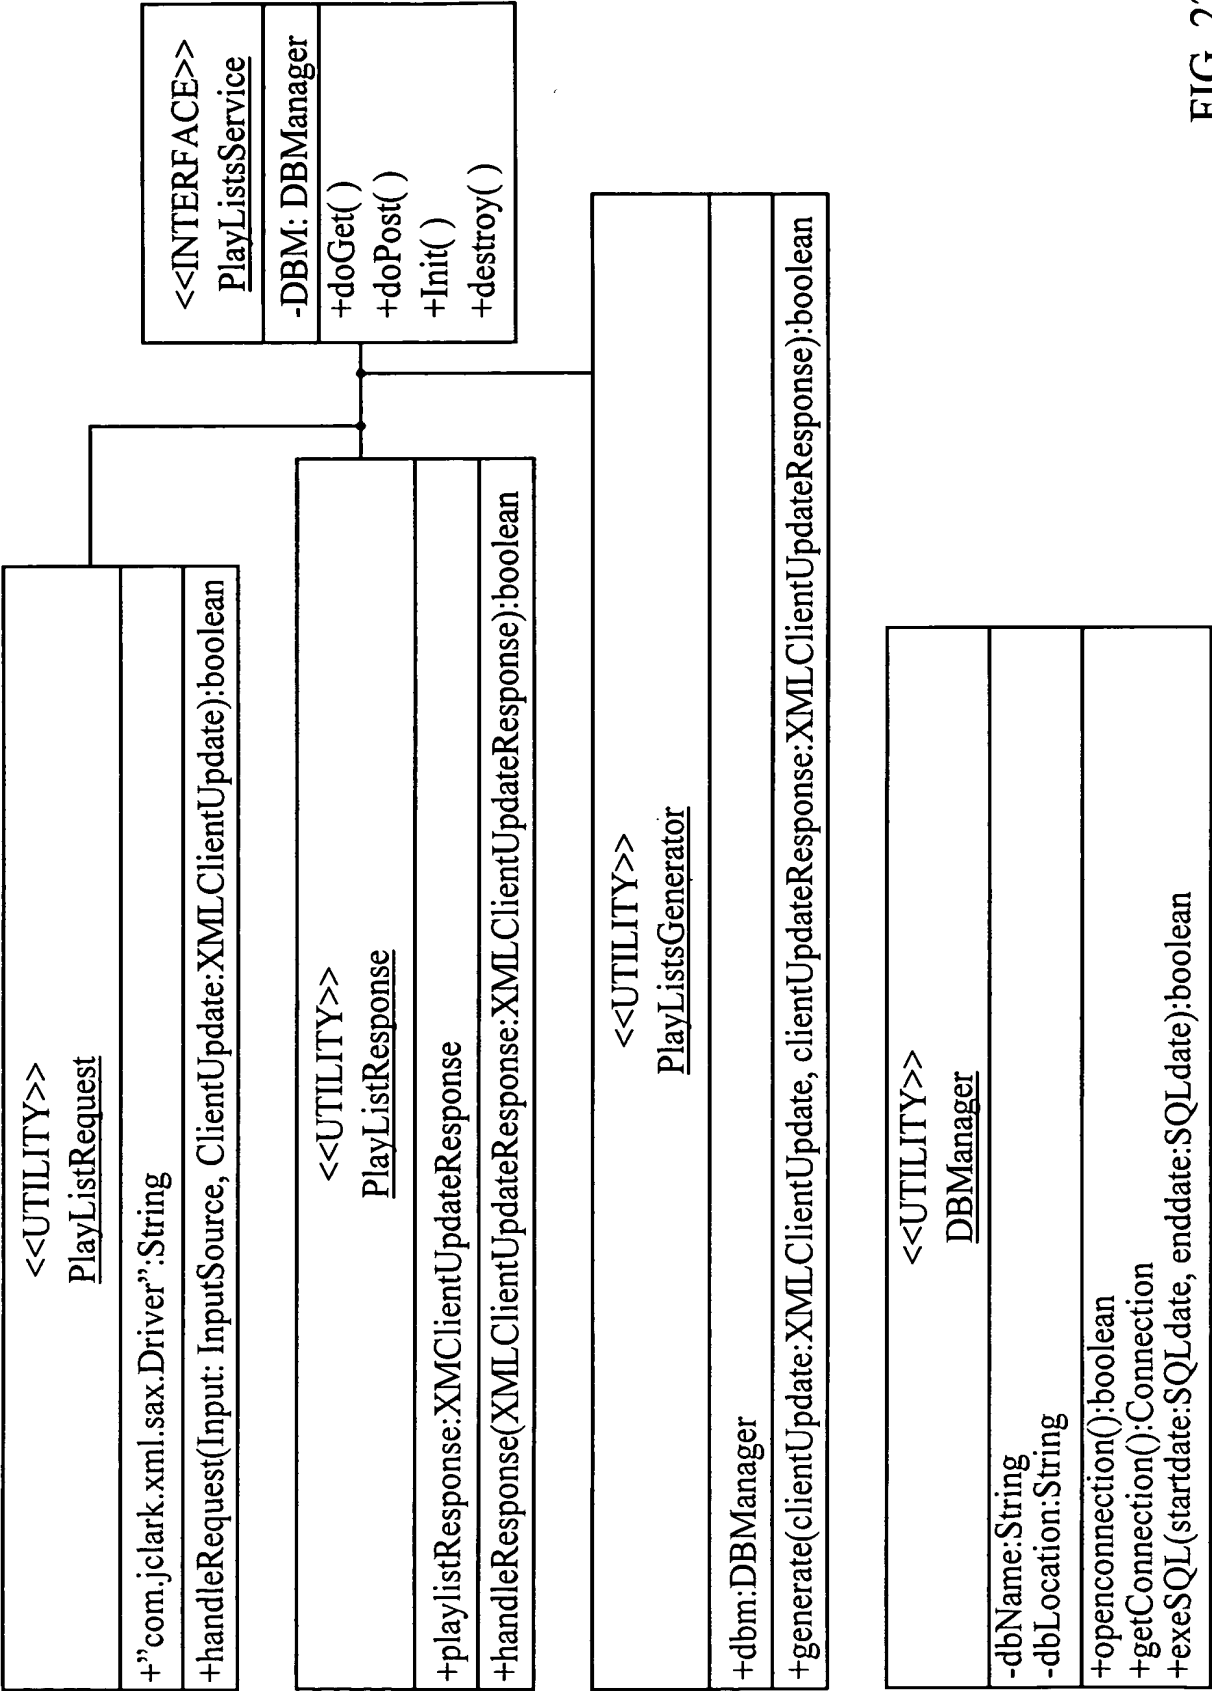 <<UTILITY>>
PlayListRequest
+”com.jclark.xml.sax.Driver”:String
+handleRequest(Input: InputSource, ClientUpdate:XMLClientUpdate):boolean
<<INTERFACE>>
PlayListsService
-DBM: DBManager
+doGet( )
+doPost( )
+Init( )
+destroy( )
<<UTILITY>>
PlayListResponse
+playlistResponse:XMClientUpdateResponse
+handleResponse(XMLClientUpdateResponse:XMLClientUpdateResponse):boolean
<<UTILITY>>
PlayListsGenerator
+dbm:DBManager
+generate(clientUpdate:XMLClientUpdate, clientUpdateResponse:XMLClientUpdateResponse):boolean
<<UTILITY>>
DBManager
-dbName:String
-dbLocation:String
+openconnection():boolean
+getConnection():Connection
+exeSQL(startdate:SQLdate, enddate:SQLdate):boolean
FIG.